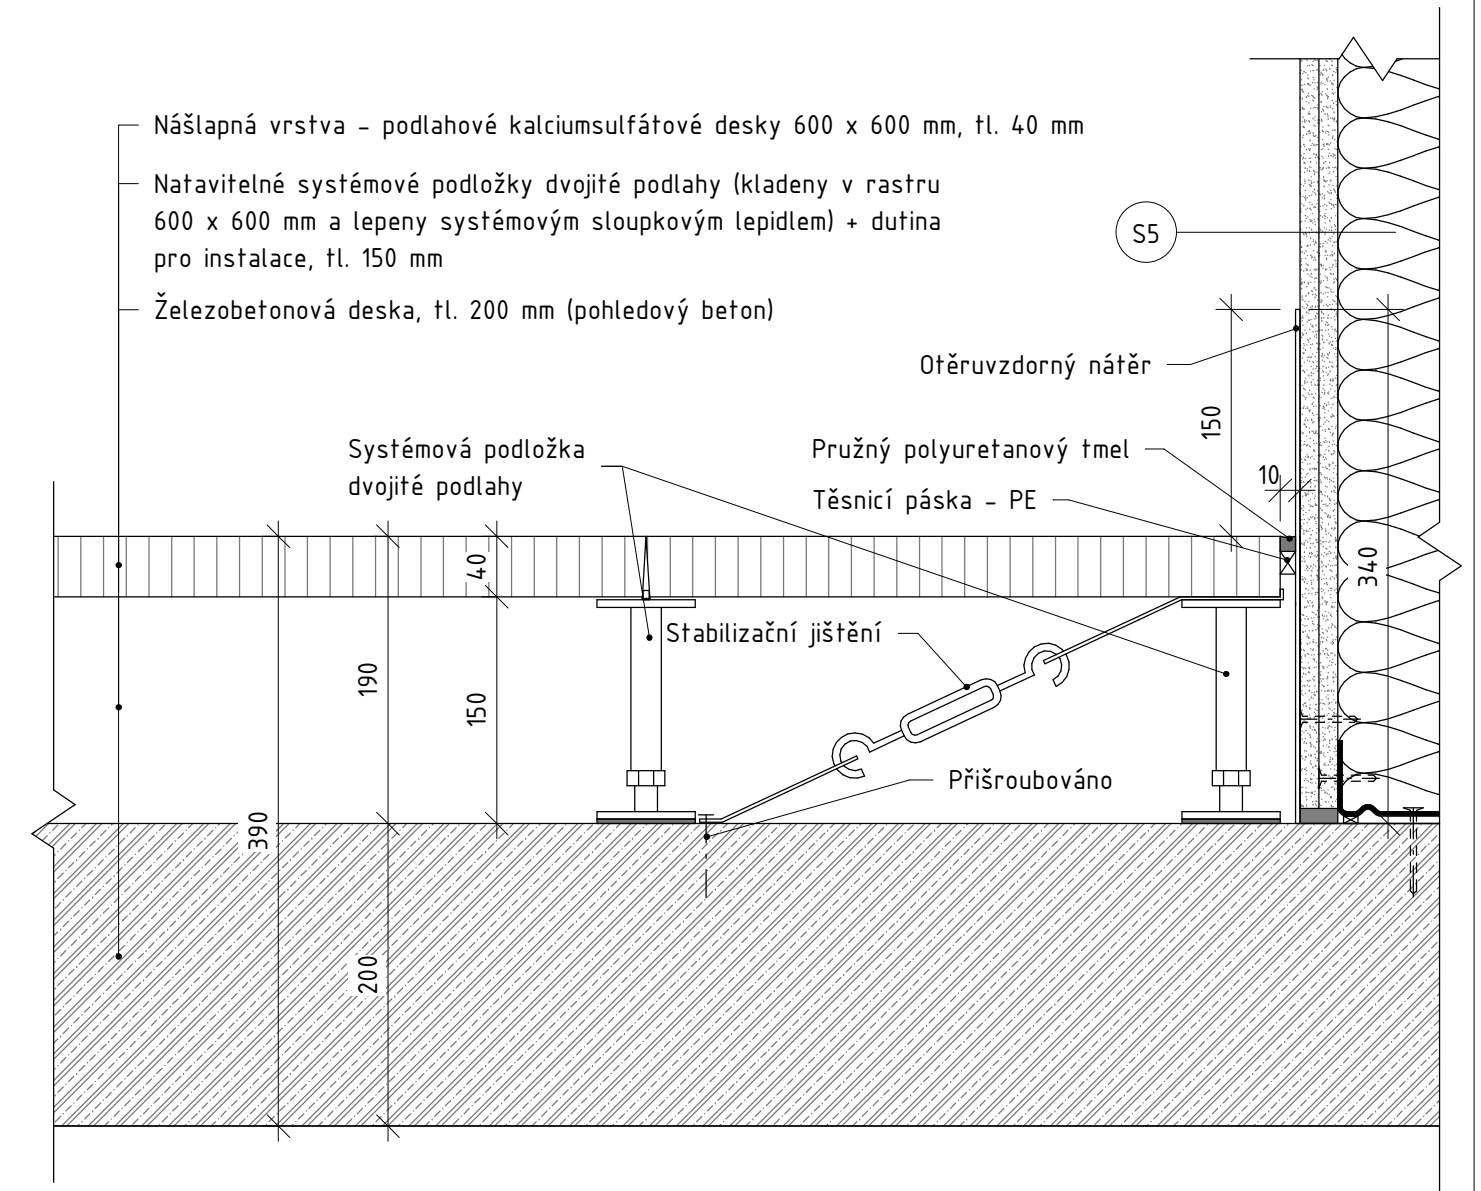 Nášlapná vrstva – podlahové kalciumsulfátové desky 600 x 600 mm, tl. 40 mm
Natavitelné systémové podložky dvojité podlahy (kladeny v rastru
600 x 600 mm a lepeny systémovým sloupkovým lepidlem) + dutina
pro instalace, tl. 150 mm
Železobetonová deska, tl. 200 mm (pohledový beton)
S5
Otěruvzdorný nátěr
150
Systémová podložka
dvojité podlahy
Pružný polyuretanový tmel
10
Těsnicí páska – PE
40
340
Stabilizační jištění
190
150
Přišroubováno
390
200